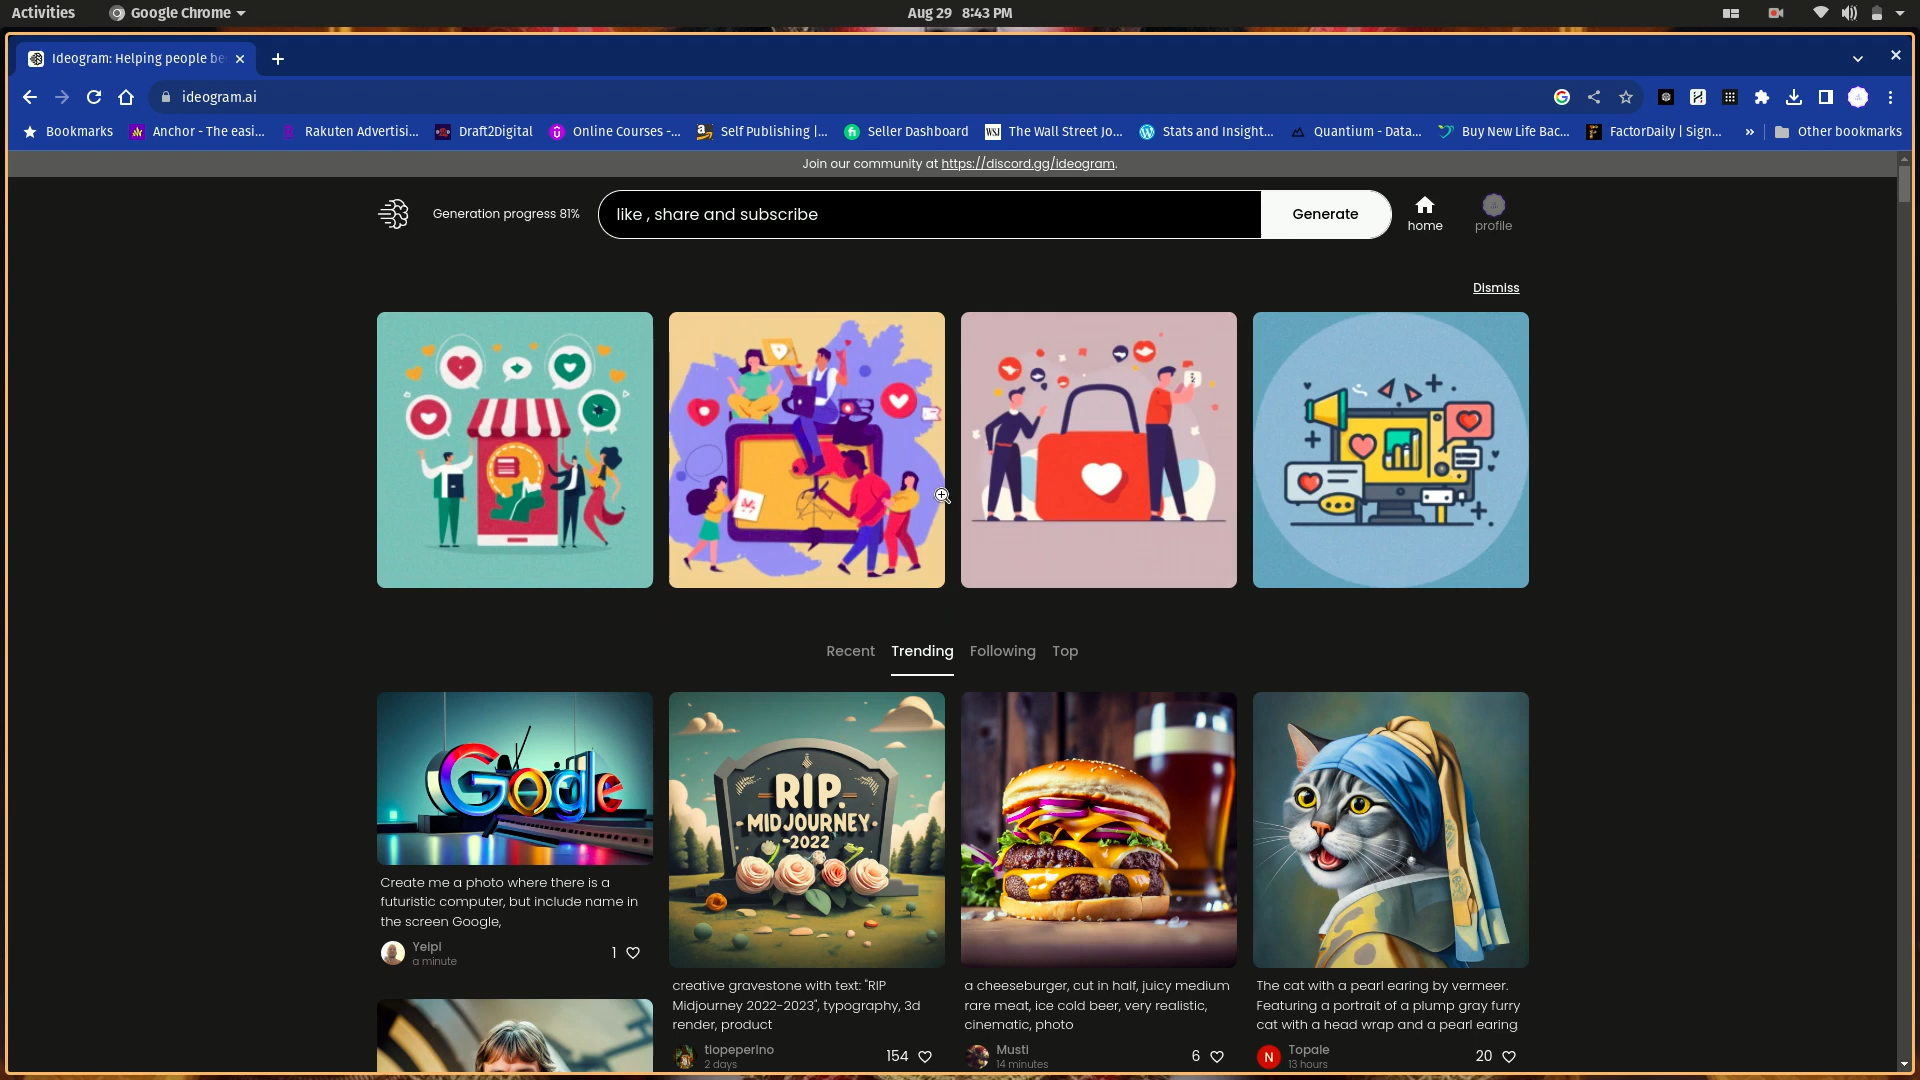 Activities
Google Chrome
Aug 29 8:43 PM
Ideogram: Helping people be
ideogram.ai
Bookmarks
Anchor - The easi...
Rakuten Advertisi...
Draft2Digital
Online Courses -...
Self Publishing |...
Seller Dashboard
WSJ
The Wall Street Jo...
Stats and Insight...
Quantium - Data...
Buy New Life Bac...
FactorDaily | Sign...
»
Other bookmarks
Join our community at https://discord.gg/ideogram.
Generation progress 81%
like , share and subscribe
Generate
home
profile
Dismiss
Recent
Trending
Following
Top
Gogle
RIP.
MIDJOURNEY
-2022
Create me a photo where there is a
futuristic computer, but include name in
the screen Google,
Yeipi
a minute
1
creative gravestone with text: "RIP
Midjourney 2022-2023", typography, 3d
render, product
tiopeperino
2 days
154
a cheeseburger, cut in half, juicy medium
rare meat, ice cold beer, very realistic,
cinematic, photo
Musti
14 minutes
6
The cat with a pearl earing by vermeer.
Featuring a portrait of a plump gray furry
cat with a head wrap and a pearl earing
N
Topale
13 hours
20